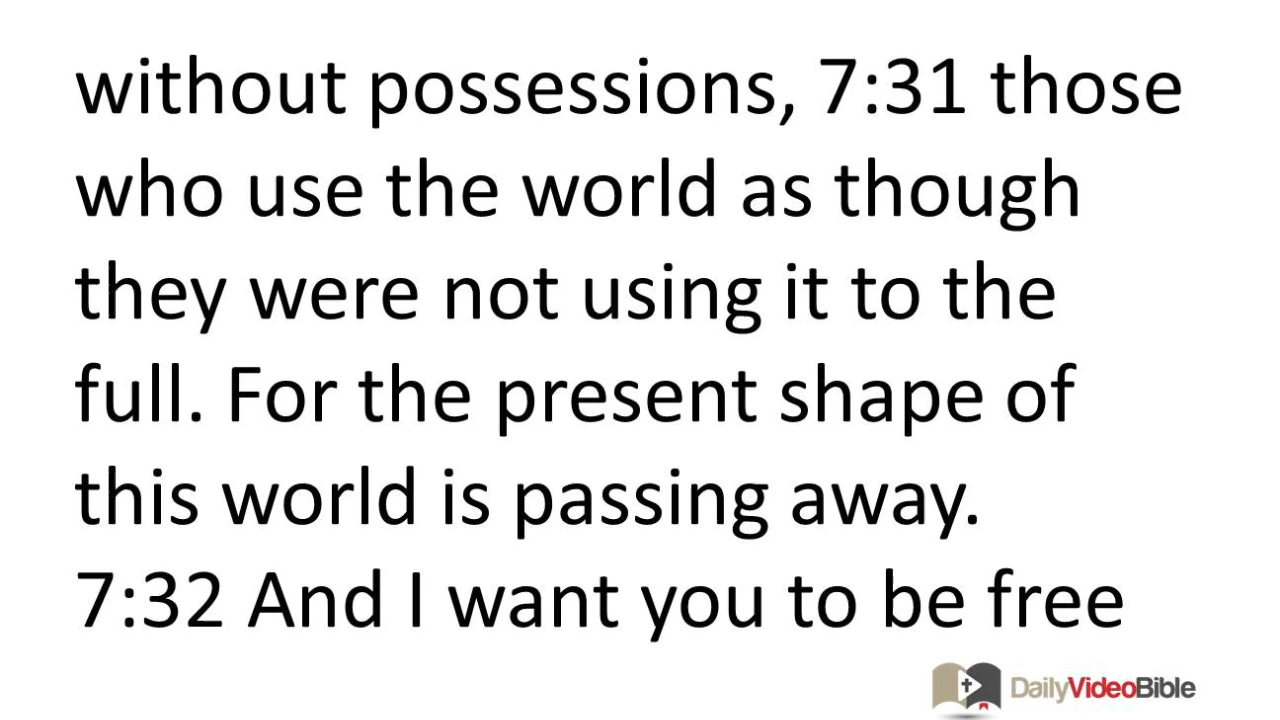 without possessions, 7:31 those
who use the world as though
they were not using it to the
full. For the present shape of
this world is passing away.
7:32 And I want you to be free
DailyVideoBible